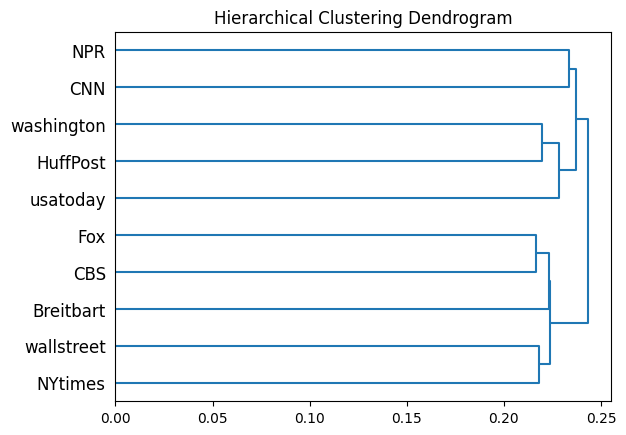 Hierarchical Clustering Dendrogram
NPR
CNN
washington
HuffPost
usatoday
Fox
CBS
Breitbart
wallstreet
NYtimes
0.00 0.05 0.10 0.15 0.20 0.25